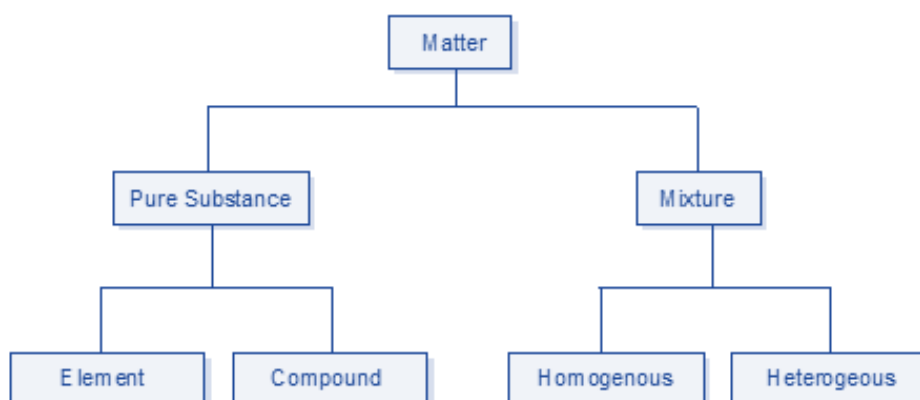 Matter
Pure Substance
Mixture
Element
Compound
Homogenous
Heterogeous